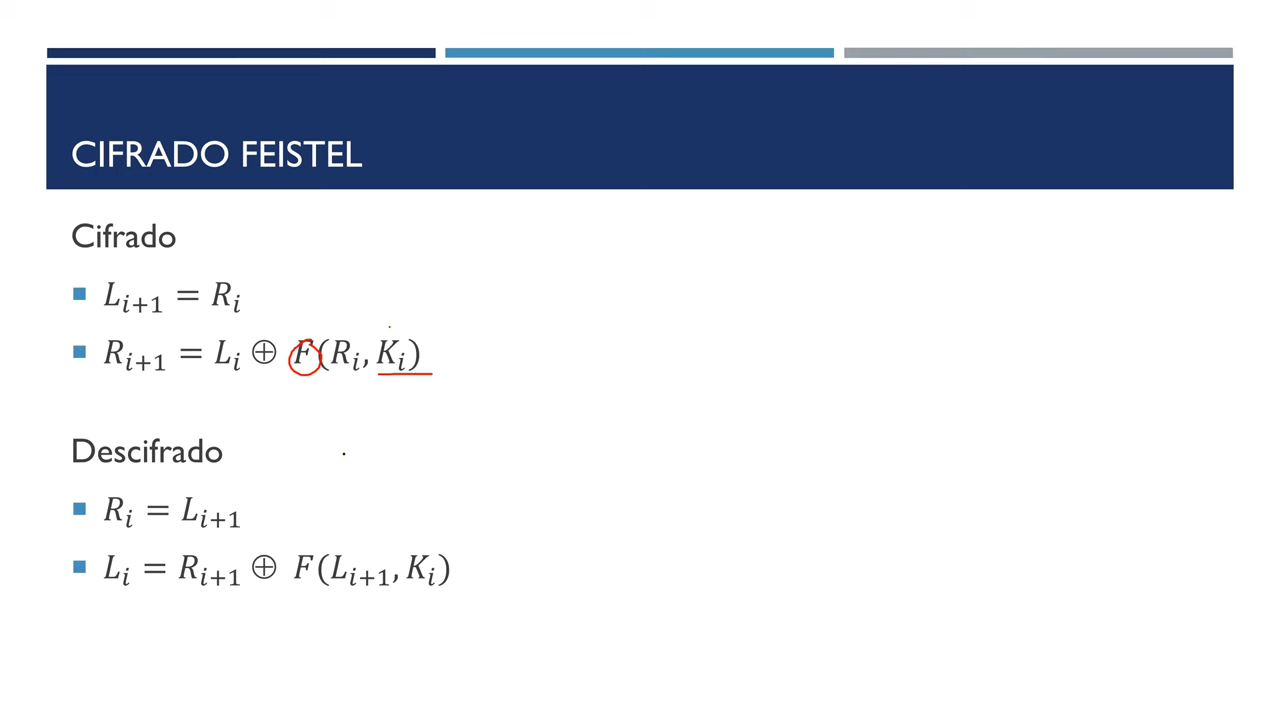 CIFRADO FEISTEL
Cifrado
L_{i+1} = R_i
R_{i+1} = L_i ⊕ F(R_i, K_i)
Descifrado
R_i = L_{i+1}
L_i = R_{i+1} ⊕ F(L_{i+1}, K_i)